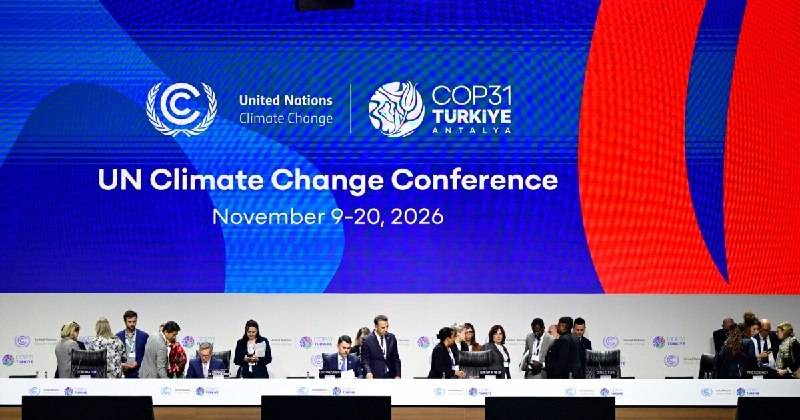 United Nations
Climate Change
COP31
TURKIYE
ANTALYA
UN Climate Change Conference
November 9-20, 2026